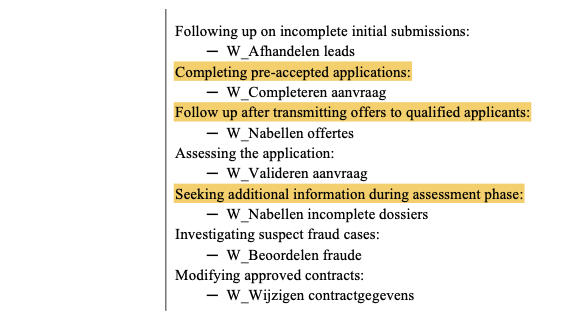 Following up on incomplete initial submissions:
— W_Afhandelen leads
Completing pre-accepted applications:
— W_Completeren aanvraag
Follow up after transmitting offers to qualified applicants:
— W_Nabellen offertes
Assessing the application:
— W_Valideren aanvraag
Seeking additional information during assessment phase:
— W_Nabellen incomplete dossiers
Investigating suspect fraud cases:
— W_Beoordelen fraude
Modifying approved contracts:
— W_Wijzigen contractgegevens